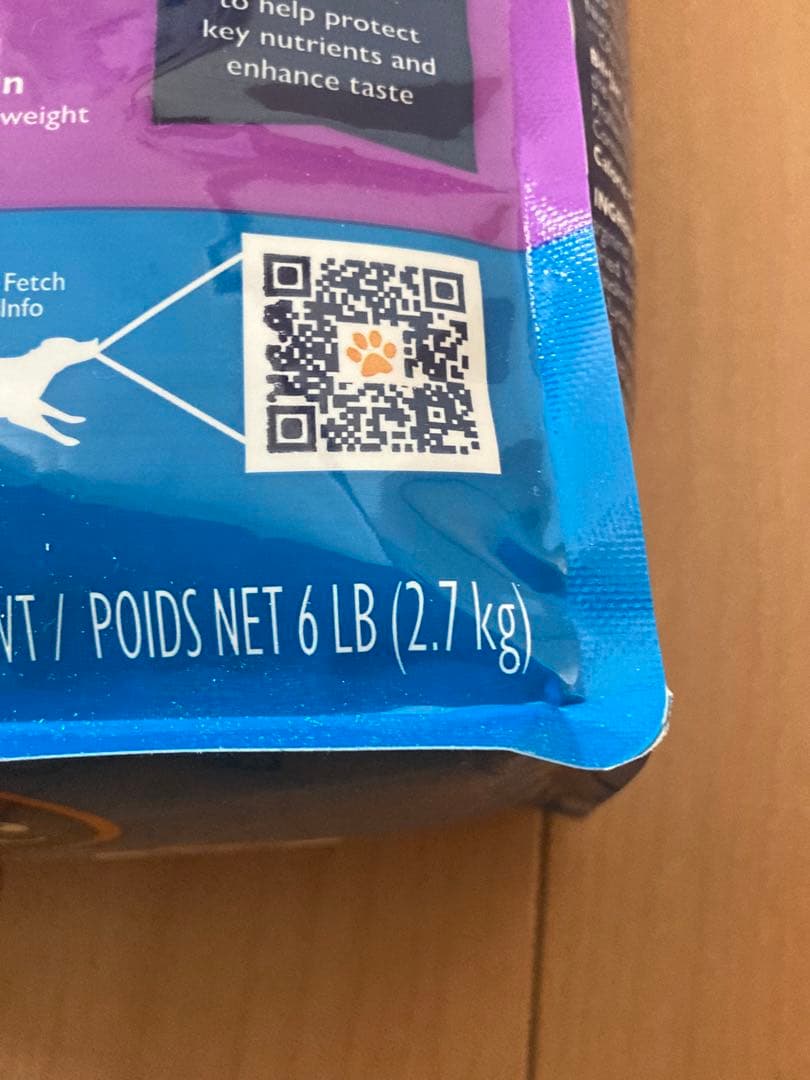 to help protect
key nutrients and
enhance taste
n
weight
Fetch
Info
NT / POIDS NET 6 LB (2.7 kg)